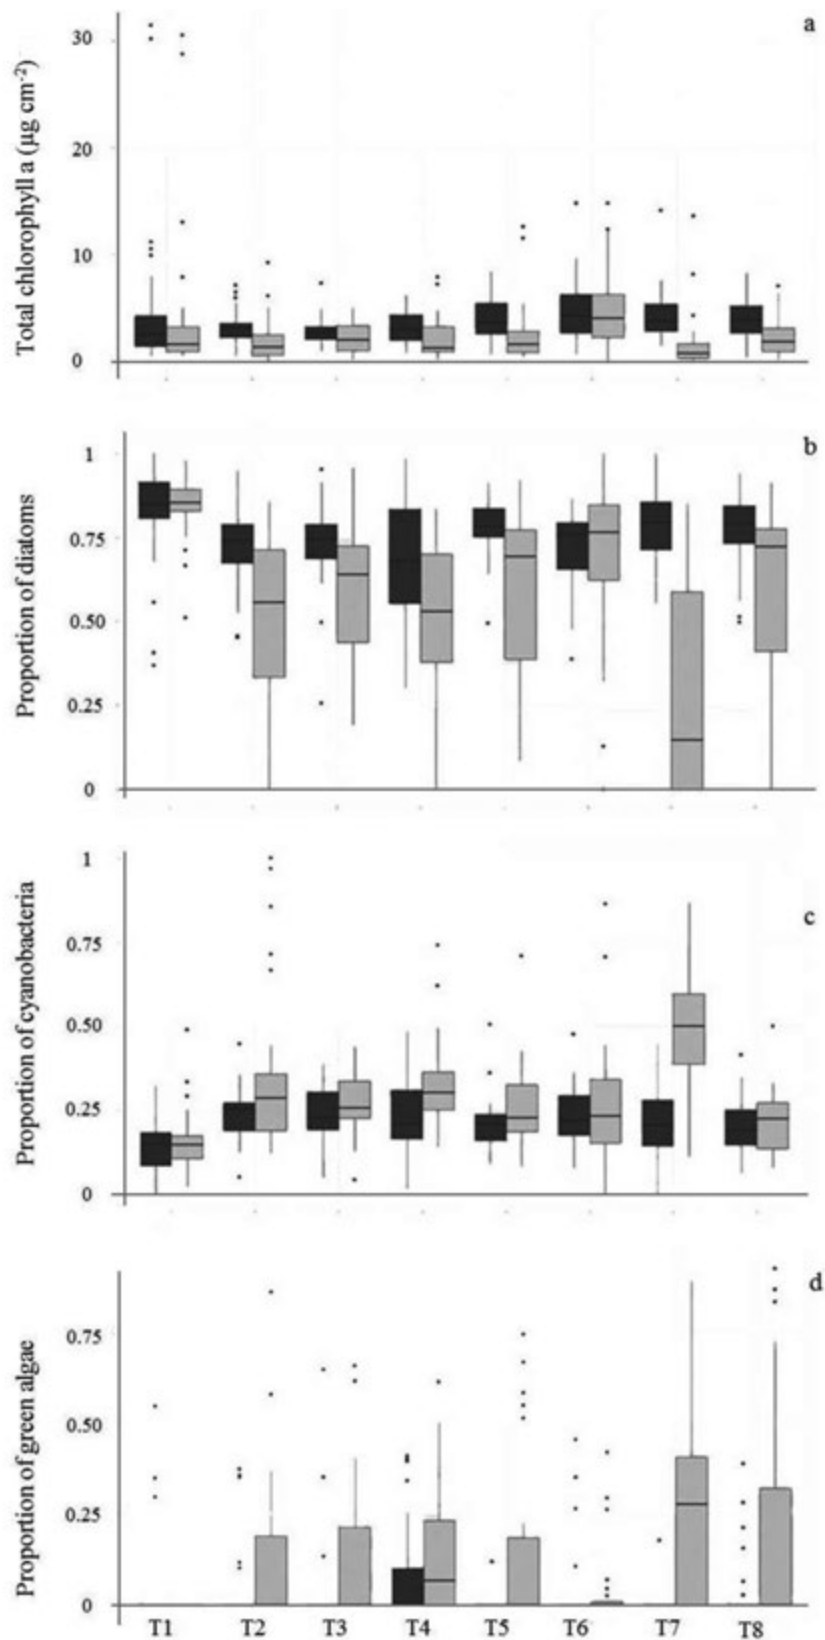 a
Total chlorophyll a (µg cm-2)
30
20
10
0
b
Proportion of diatoms
1
0.75
0.50
0.25
0
c
Proportion of cyanobacteria
1
0.75
0.50
0.25
0
d
Proportion of green algae
0.75
0.50
0.25
0
T1 T2 T3 T4 T5 T6 T7 T8